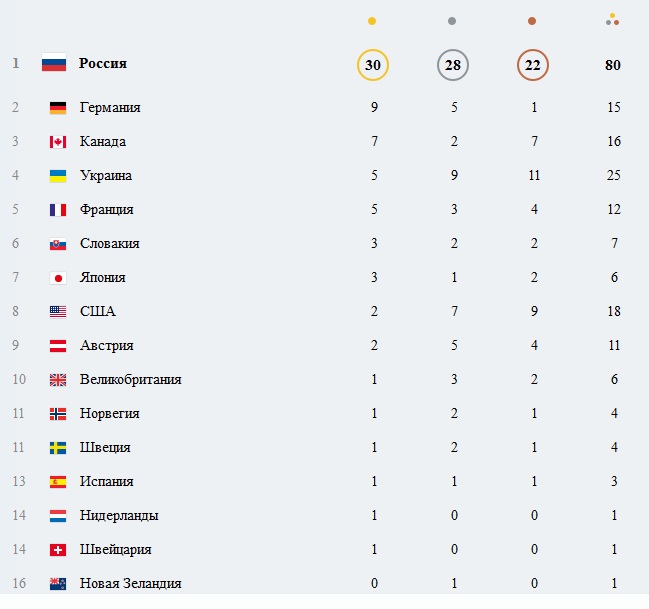 1 Россия 30 28 22 80
2 Германия 9 5 1 15
3 Канада 7 2 7 16
4 Украина 5 9 11 25
5 Франция 5 3 4 12
6 Словакия 3 2 2 7
7 Япония 3 1 2 6
8 США 2 7 9 18
9 Австрия 2 5 4 11
10 Великобритания 1 3 2 6
11 Норвегия 1 2 1 4
11 Швеция 1 2 1 4
13 Испания 1 1 1 3
14 Нидерланды 1 0 0 1
14 Швейцария 1 0 0 1
16 Новая Зеландия 0 1 0 1